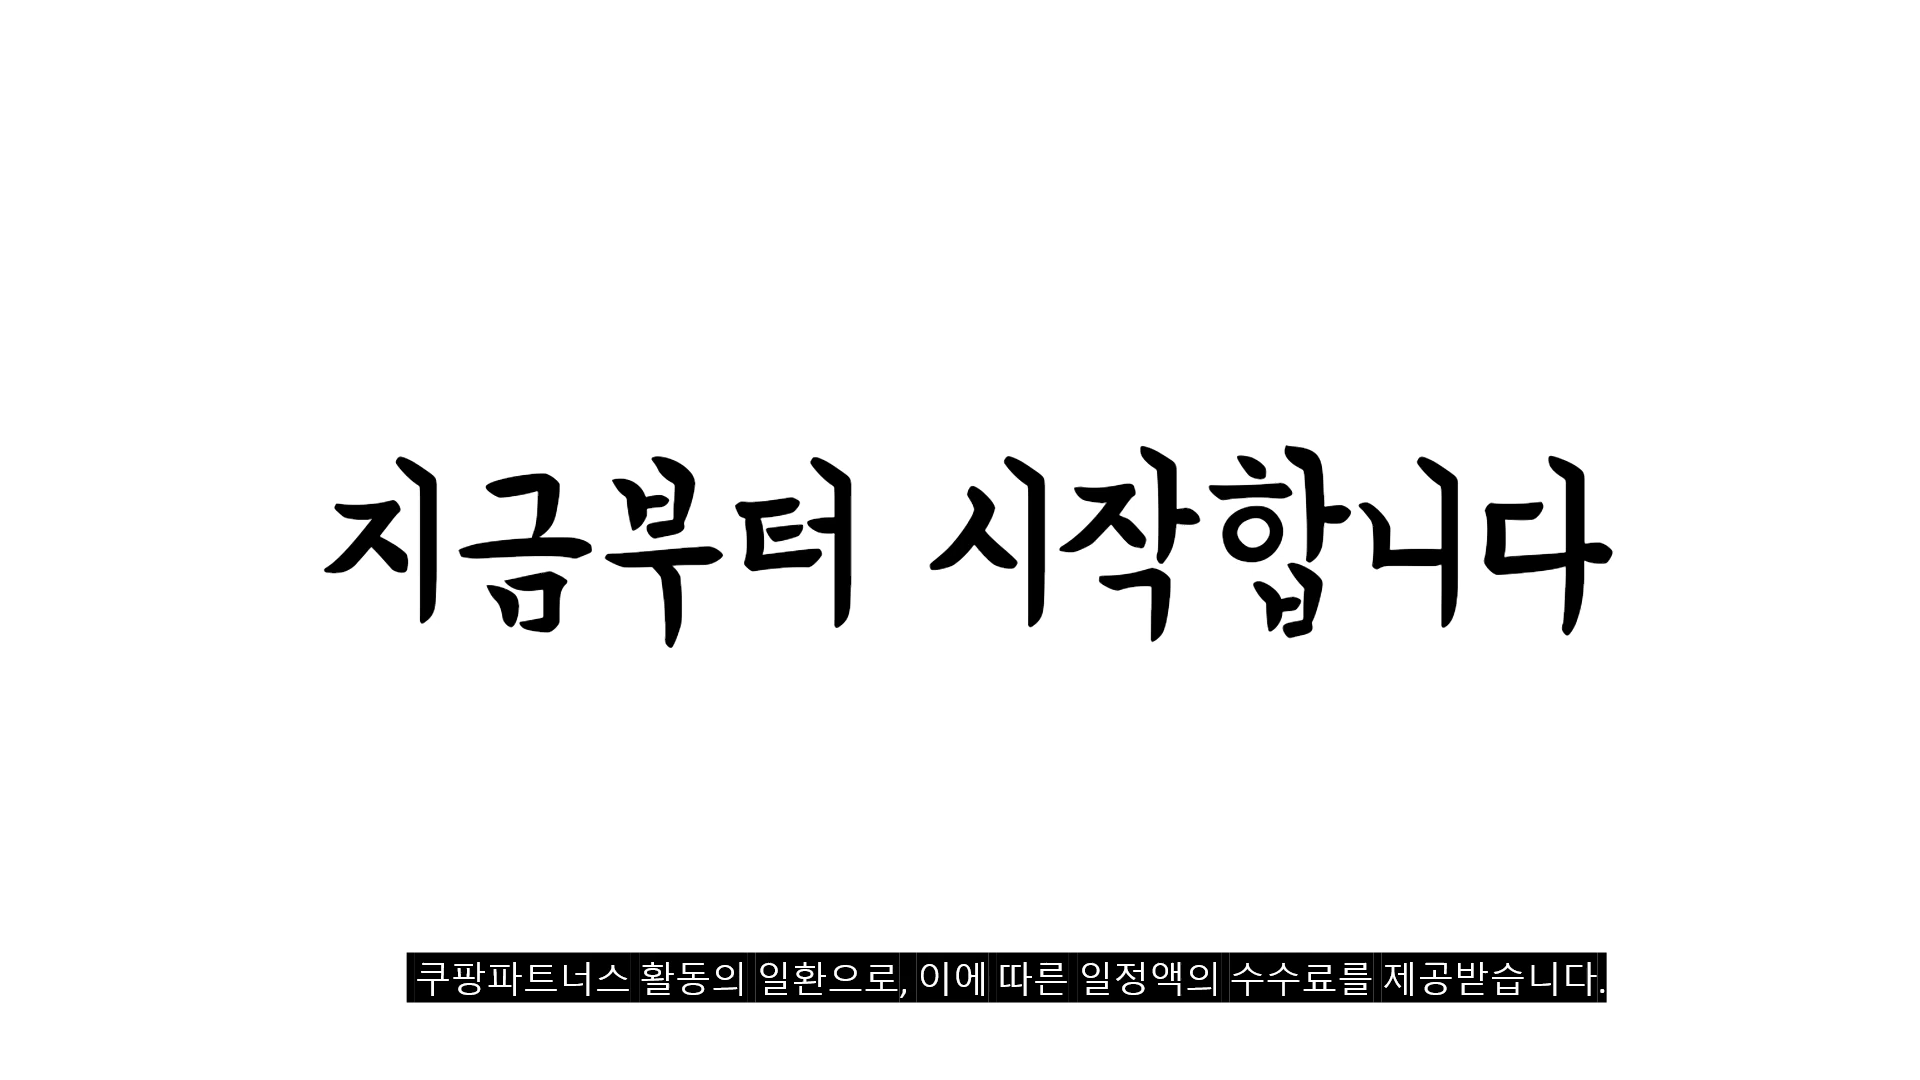 지금부터 시작합니다
쿠팡파트너스 활동의 일환으로, 이에 따른 일정액의 수수료를 제공받습니다.